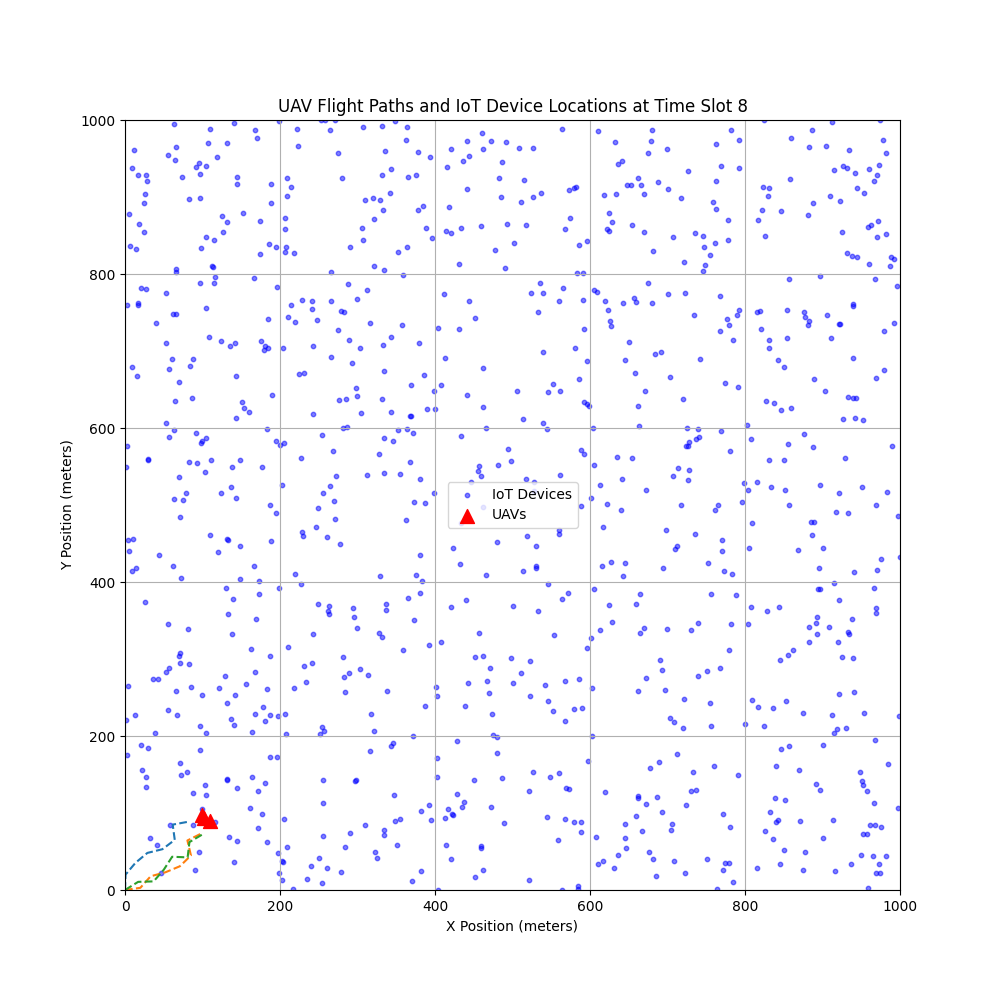 UAV Flight Paths and IoT Device Locations at Time Slot 8
1000
800
600
400
200
0
Y Position (meters)
IoT Devices
UAVs
0 200 400 600 800 1000
X Position (meters)